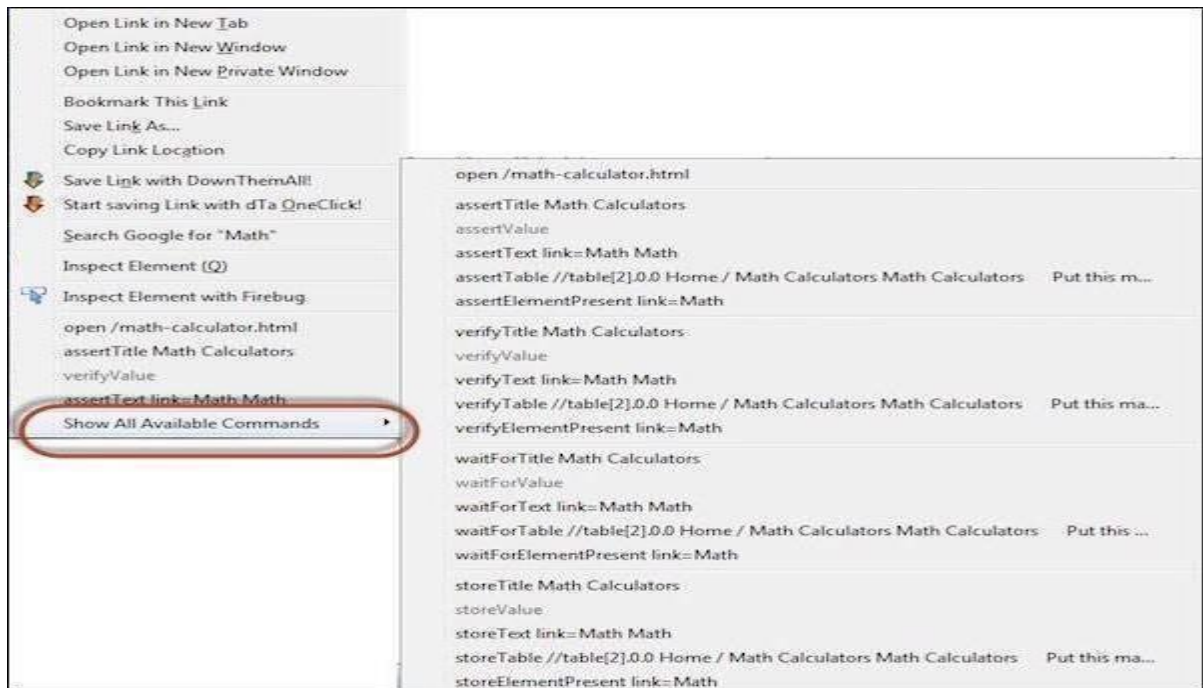 Open Link in New Tab
Open Link in New Window
Open Link in New Private Window
Bookmark This Link
Save Link As...
Copy Link Location
Save Link with DownThemAll!
Start saving Link with dTa OneClick!
Search Google for "Math"
Inspect Element (Q)
Inspect Element with Firebug
open /math-calculator.html
assertTitle Math Calculators
verifyValue
assertText link=Math Math
Show All Available Commands
open /math-calculator.html
assertTitle Math Calculators
assertValue
assertText link=Math Math
assertTable //table[2].0.0 Home / Math Calculators Math Calculators Put this m...
assertElementPresent link=Math
verifyTitle Math Calculators
verifyValue
verifyText link=Math Math
verifyTable //table[2].0.0 Home / Math Calculators Math Calculators Put this ma...
verifyElementPresent link=Math
waitForTitle Math Calculators
waitForValue
waitForText link=Math Math
waitForTable //table[2].0.0 Home / Math Calculators Math Calculators Put this ...
waitForElementPresent link=Math
storeTitle Math Calculators
storeValue
storeText link=Math Math
storeTable //table[2].0.0 Home / Math Calculators Math Calculators Put this ma...
storeElementPresent link=Math